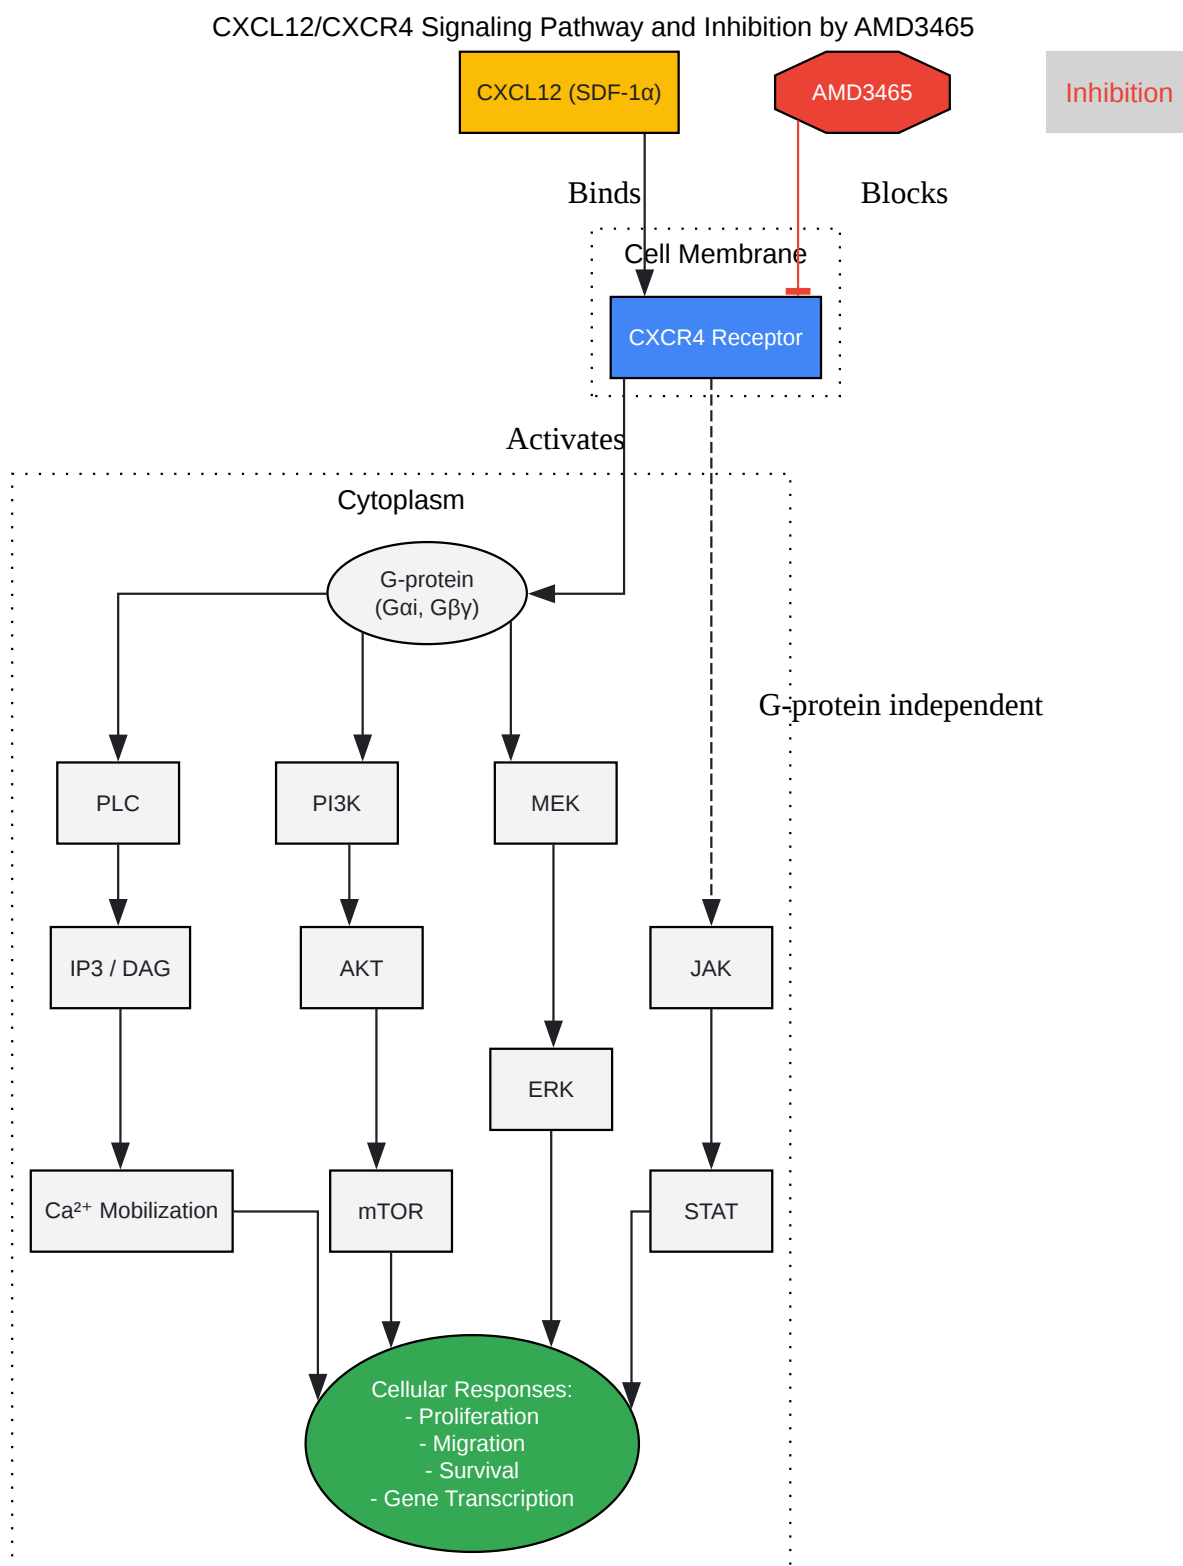 CXCL12/CXCR4 Signaling Pathway and Inhibition by AMD3465
CXCL12 (SDF-1α)
AMD3465
Inhibition
Binds
Blocks
Cell Membrane
CXCR4 Receptor
Activates
Cytoplasm
G-protein
(Gαi, Gβγ)
G-protein independent
PLC
PI3K
MEK
IP3 / DAG
AKT
JAK
ERK
Ca²⁺ Mobilization
mTOR
STAT
Cellular Responses:
- Proliferation
- Migration
- Survival
- Gene Transcription